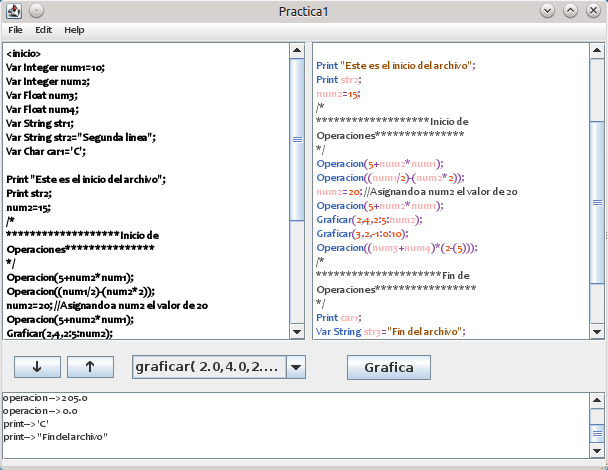 Practica1
File Edit Help
<inicio>
Var Integer num1=10;
Var Integer num2;
Var Float num3;
Var Float num4;
Var String str1;
Var String str2="Segunda linea";
Var Char car1='C';
Print "Este es el inicio del archivo";
Print str2;
num2=15;
/*
*******************Inicio de
Operaciones***************
*/
Operacion(5+num2*num1);
Operacion((num1/2)-(num2*2));
num2=20; //Asignando a num2 el valor de 20
Operacion(5+num2*num1);
Graficar(2,4,2:5:num2);
Print "Este es el inicio del archivo";
Print str2;
num2=15;
/*
*******************Inicio de
Operaciones***************
*/
Operacion(5+num2*num1);
Operacion((num1/2)-(num2*2));
num2=20; //Asignando a num2 el valor de 20
Operacion(5+num2*num1);
Graficar(2,4,2:5:num2);
Graficar(3,2,-1:0:10);
Operacion((num3+num4)*(2-(5)));
/*
*********************Fin de
Operaciones*****************
*/
Print car1;
Var String str3="Fin del archivo";
graficar( 2.0,4.0,2....
Grafica
operacion-->205.0
operacion-->0.0
print-->'C'
print-->"Fin del archivo"